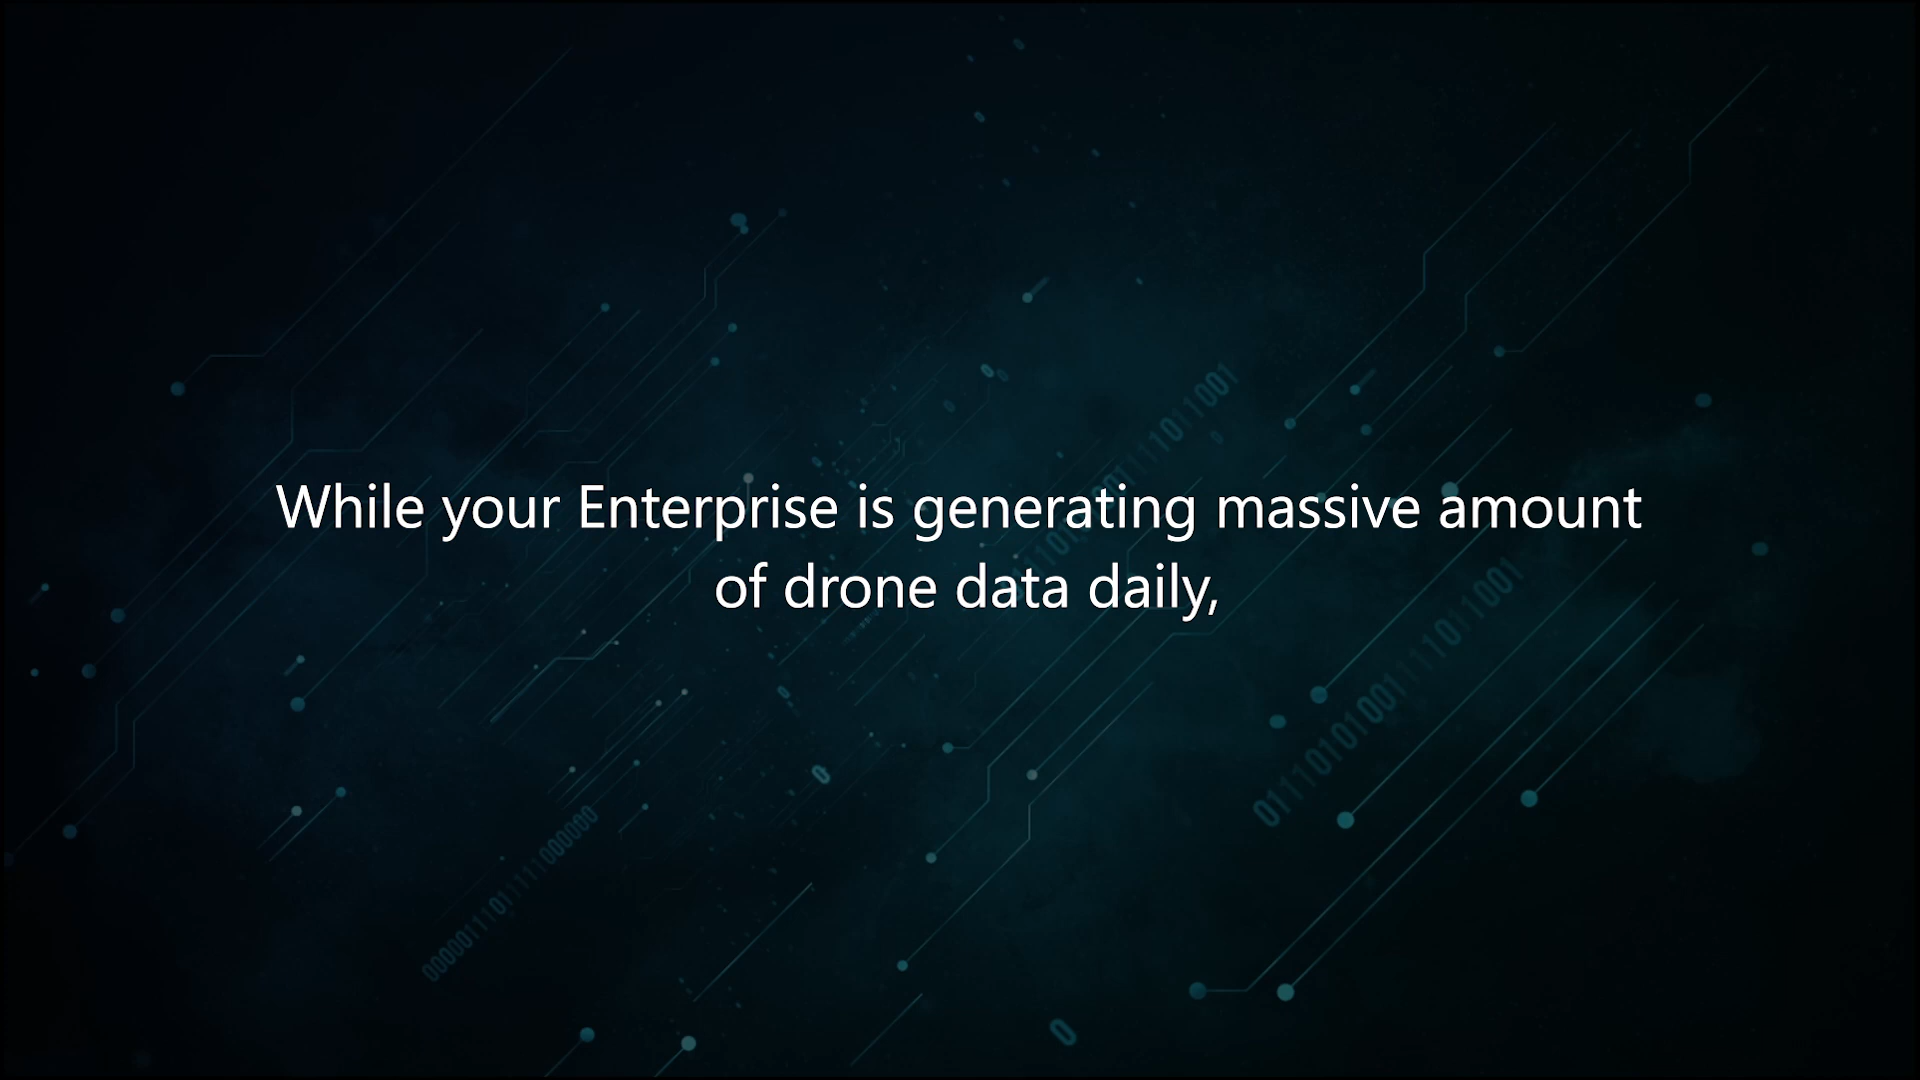 While your Enterprise is generating massive amount
of drone data daily,